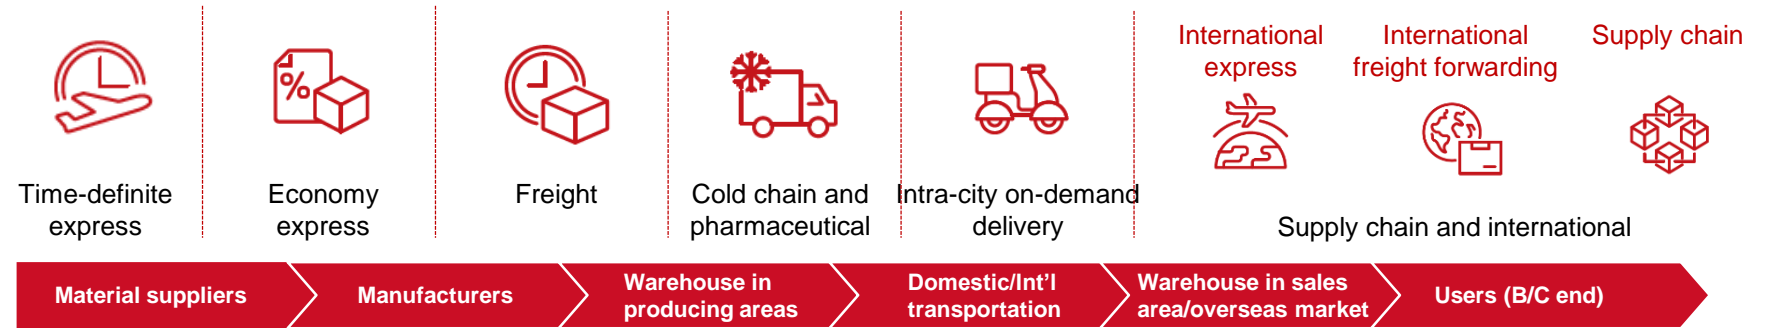 Time-definite
express
%
Economy
express
Freight
Cold chain and
pharmaceutical
Intra-city on-demand
delivery
International
express
International
freight forwarding
Supply chain
Supply chain and international
Material suppliers
Manufacturers
Warehouse in
producing areas
Domestic/Int'l
transportation
Warehouse in sales
area/overseas market
Users (B/C end)